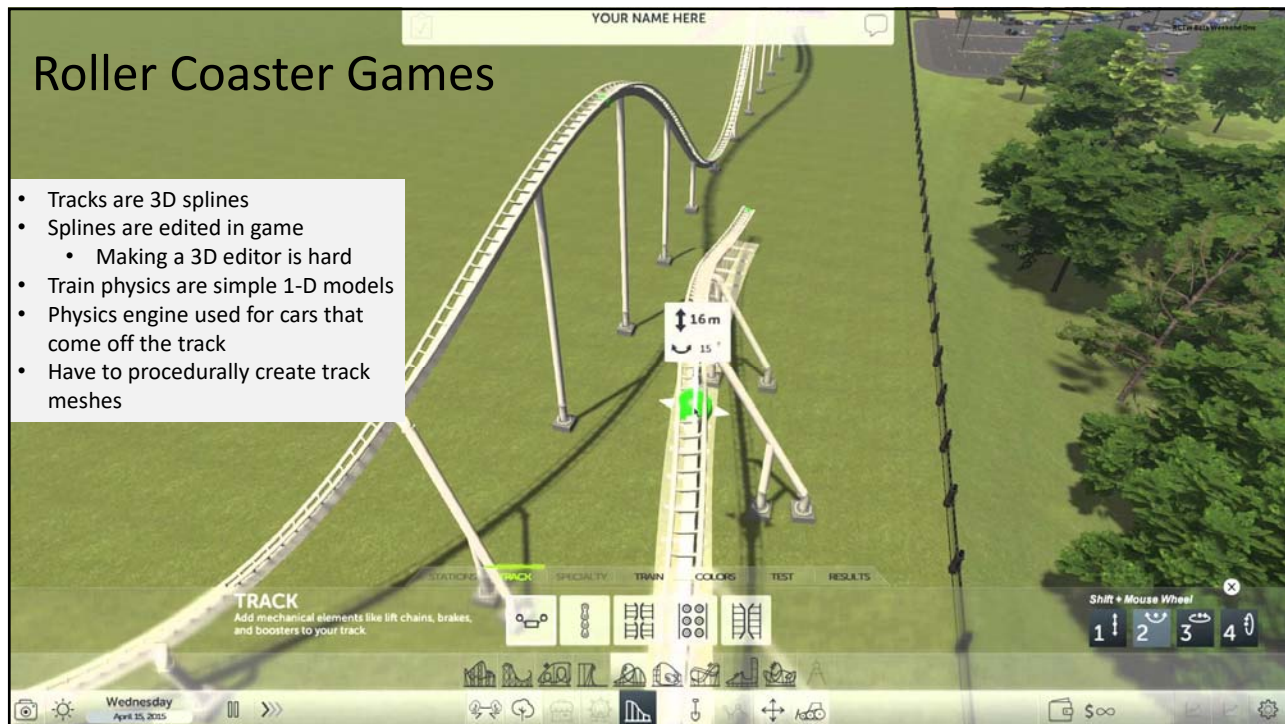 YOUR NAME HERE
Roller Coaster Games
• Tracks are 3D splines
• Splines are edited in game
• Making a 3D editor is hard
• Train physics are simple 1-D models
• Physics engine used for cars that
come off the track
• Have to procedurally create track
meshes
16 m
15 °
STATIONS TRACK SPECIALTY TRAIN COLORS TEST RESULTS
TRACK
Add mechanical elements like lift chains, brakes,
and boosters to your track.
Shift + Mouse Wheel
1 2 3 4
Wednesday
April 15, 2015
$∞